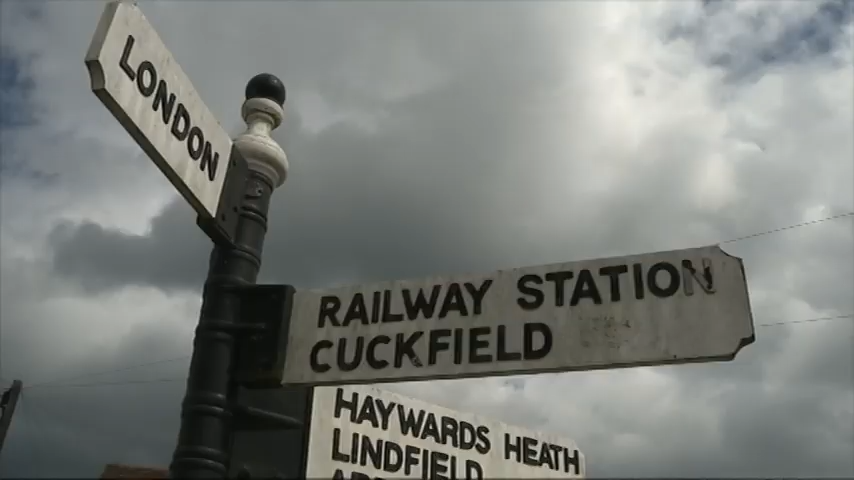 LONDON
RAILWAY STATION
CUCKFIELD
HAYWARDS HEATH
LINDFIELD